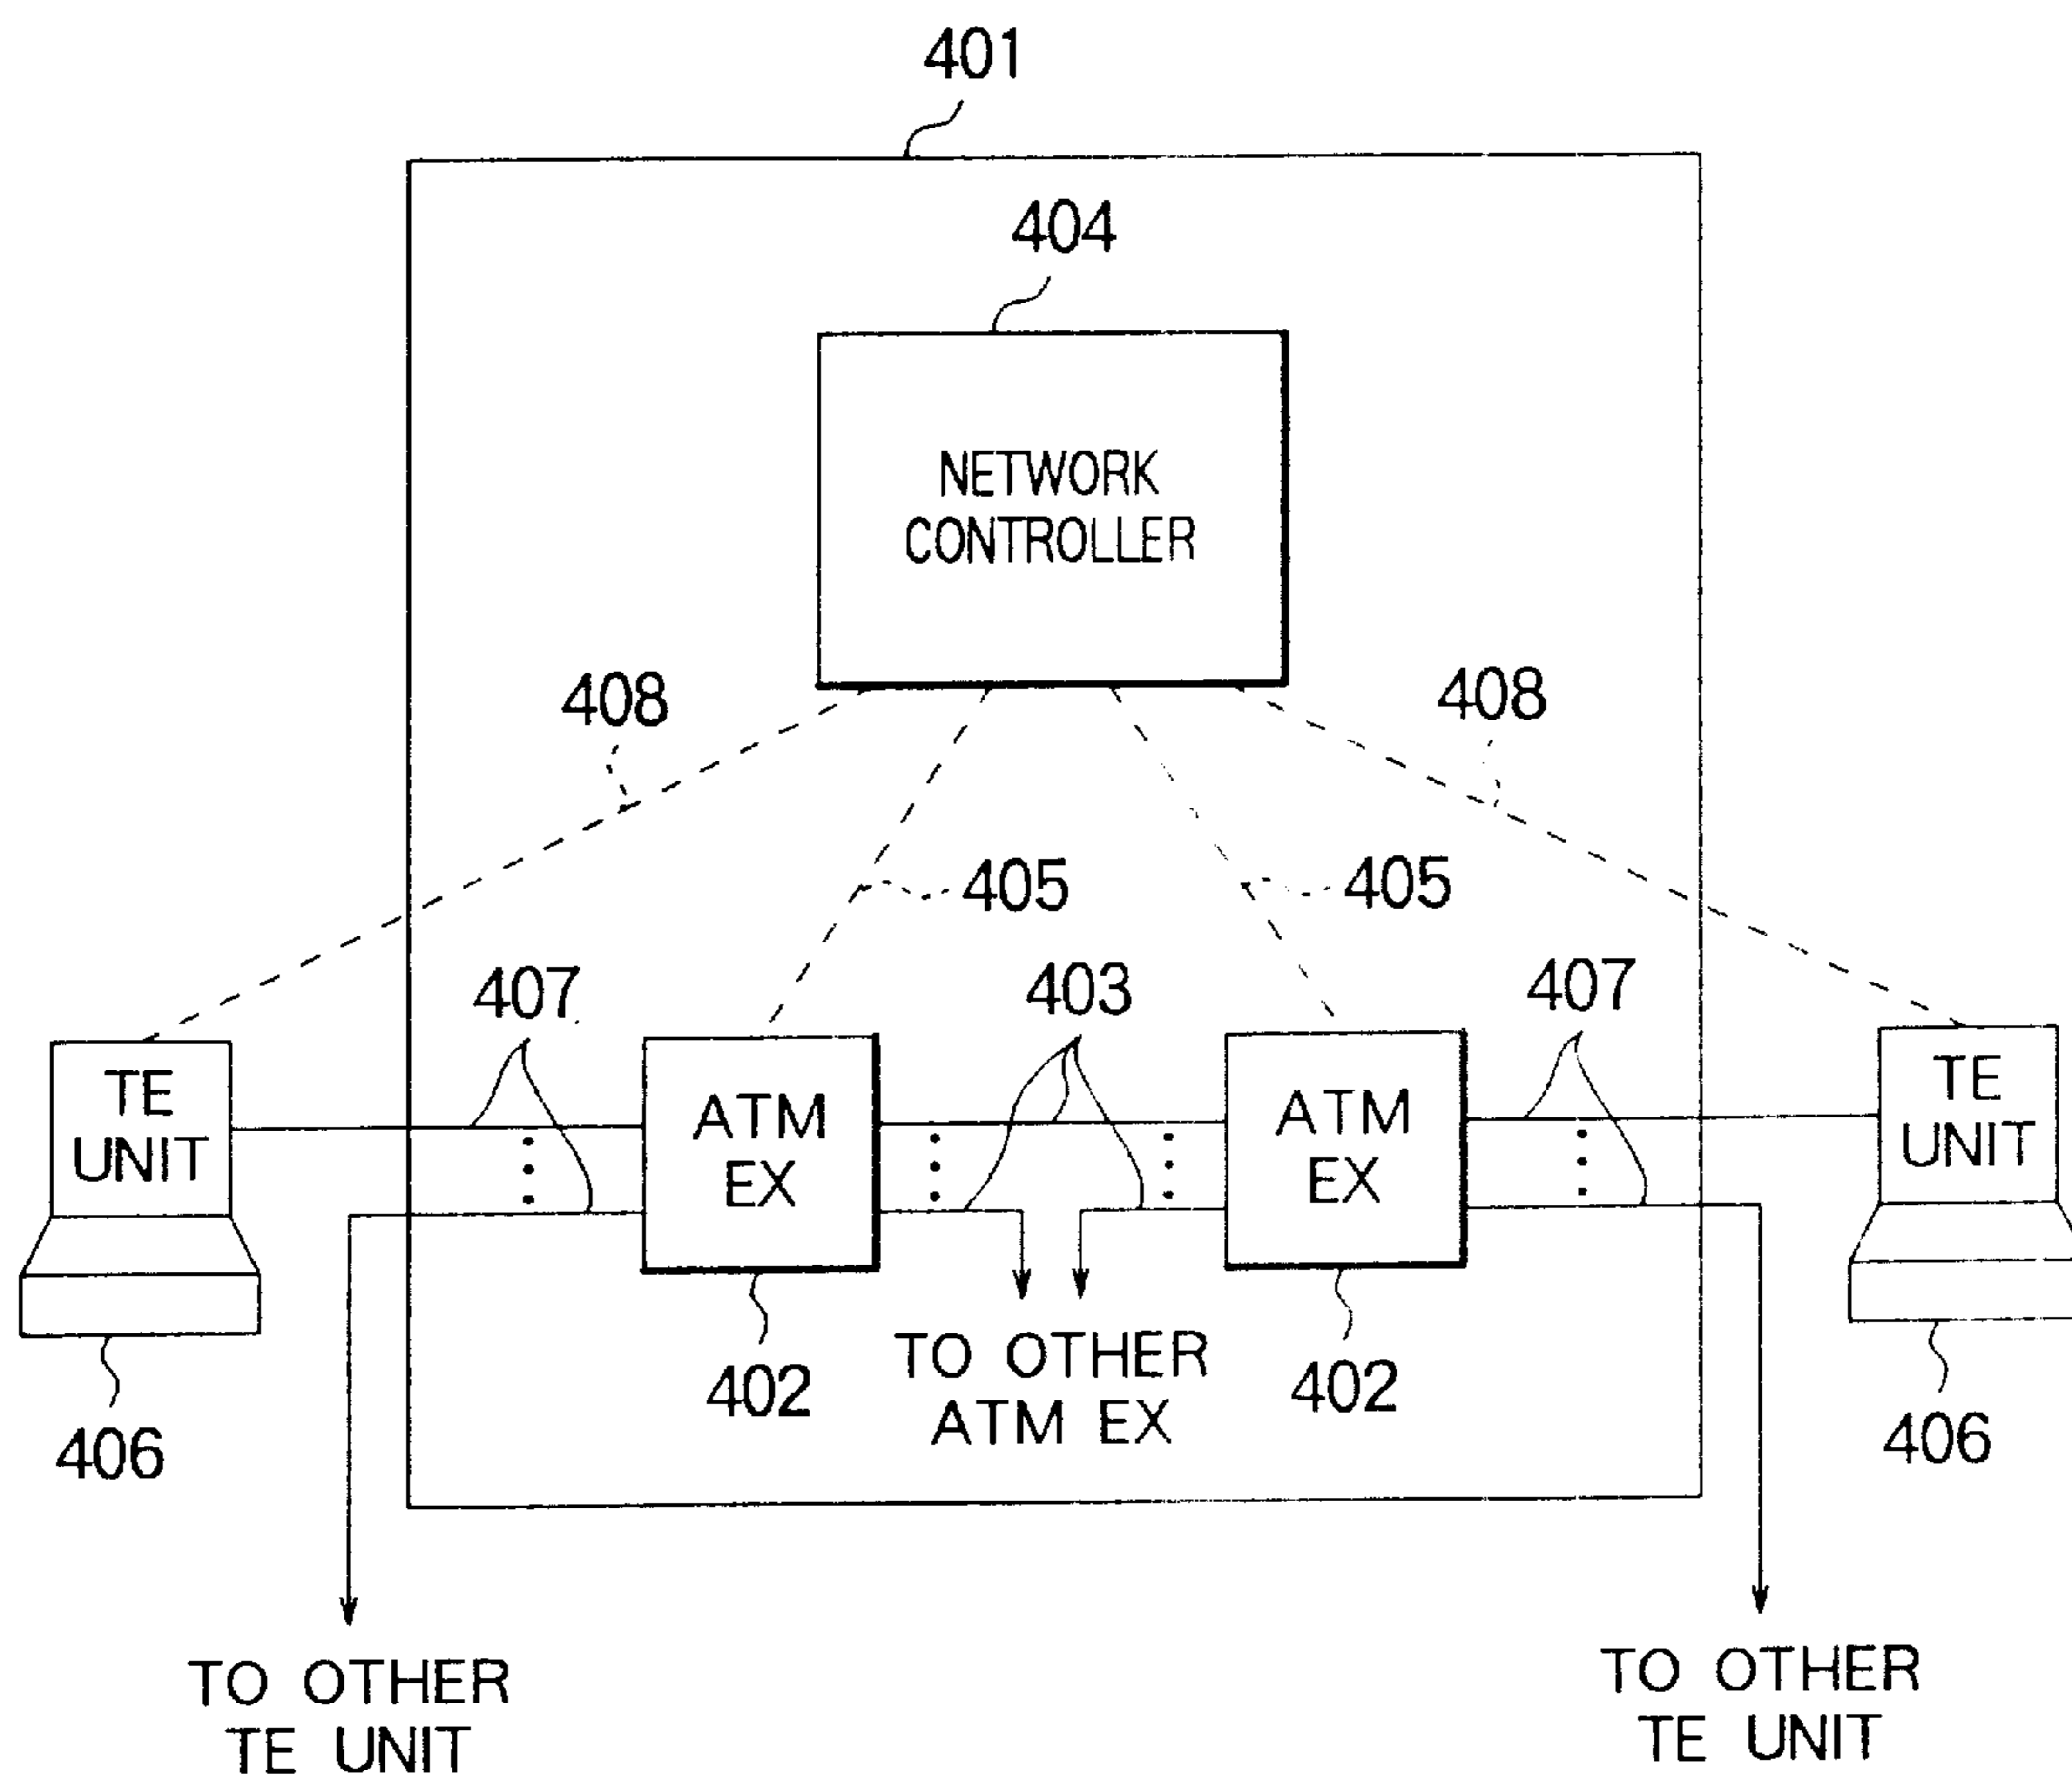 401
404
NETWORK
CONTROLLER
408
408
405
405
407
403
407
TE
UNIT
ATM
EX
ATM
EX
TE
UNIT
402
TO OTHER
ATM EX
402
406
406
TO OTHER
TE UNIT
TO OTHER
TE UNIT